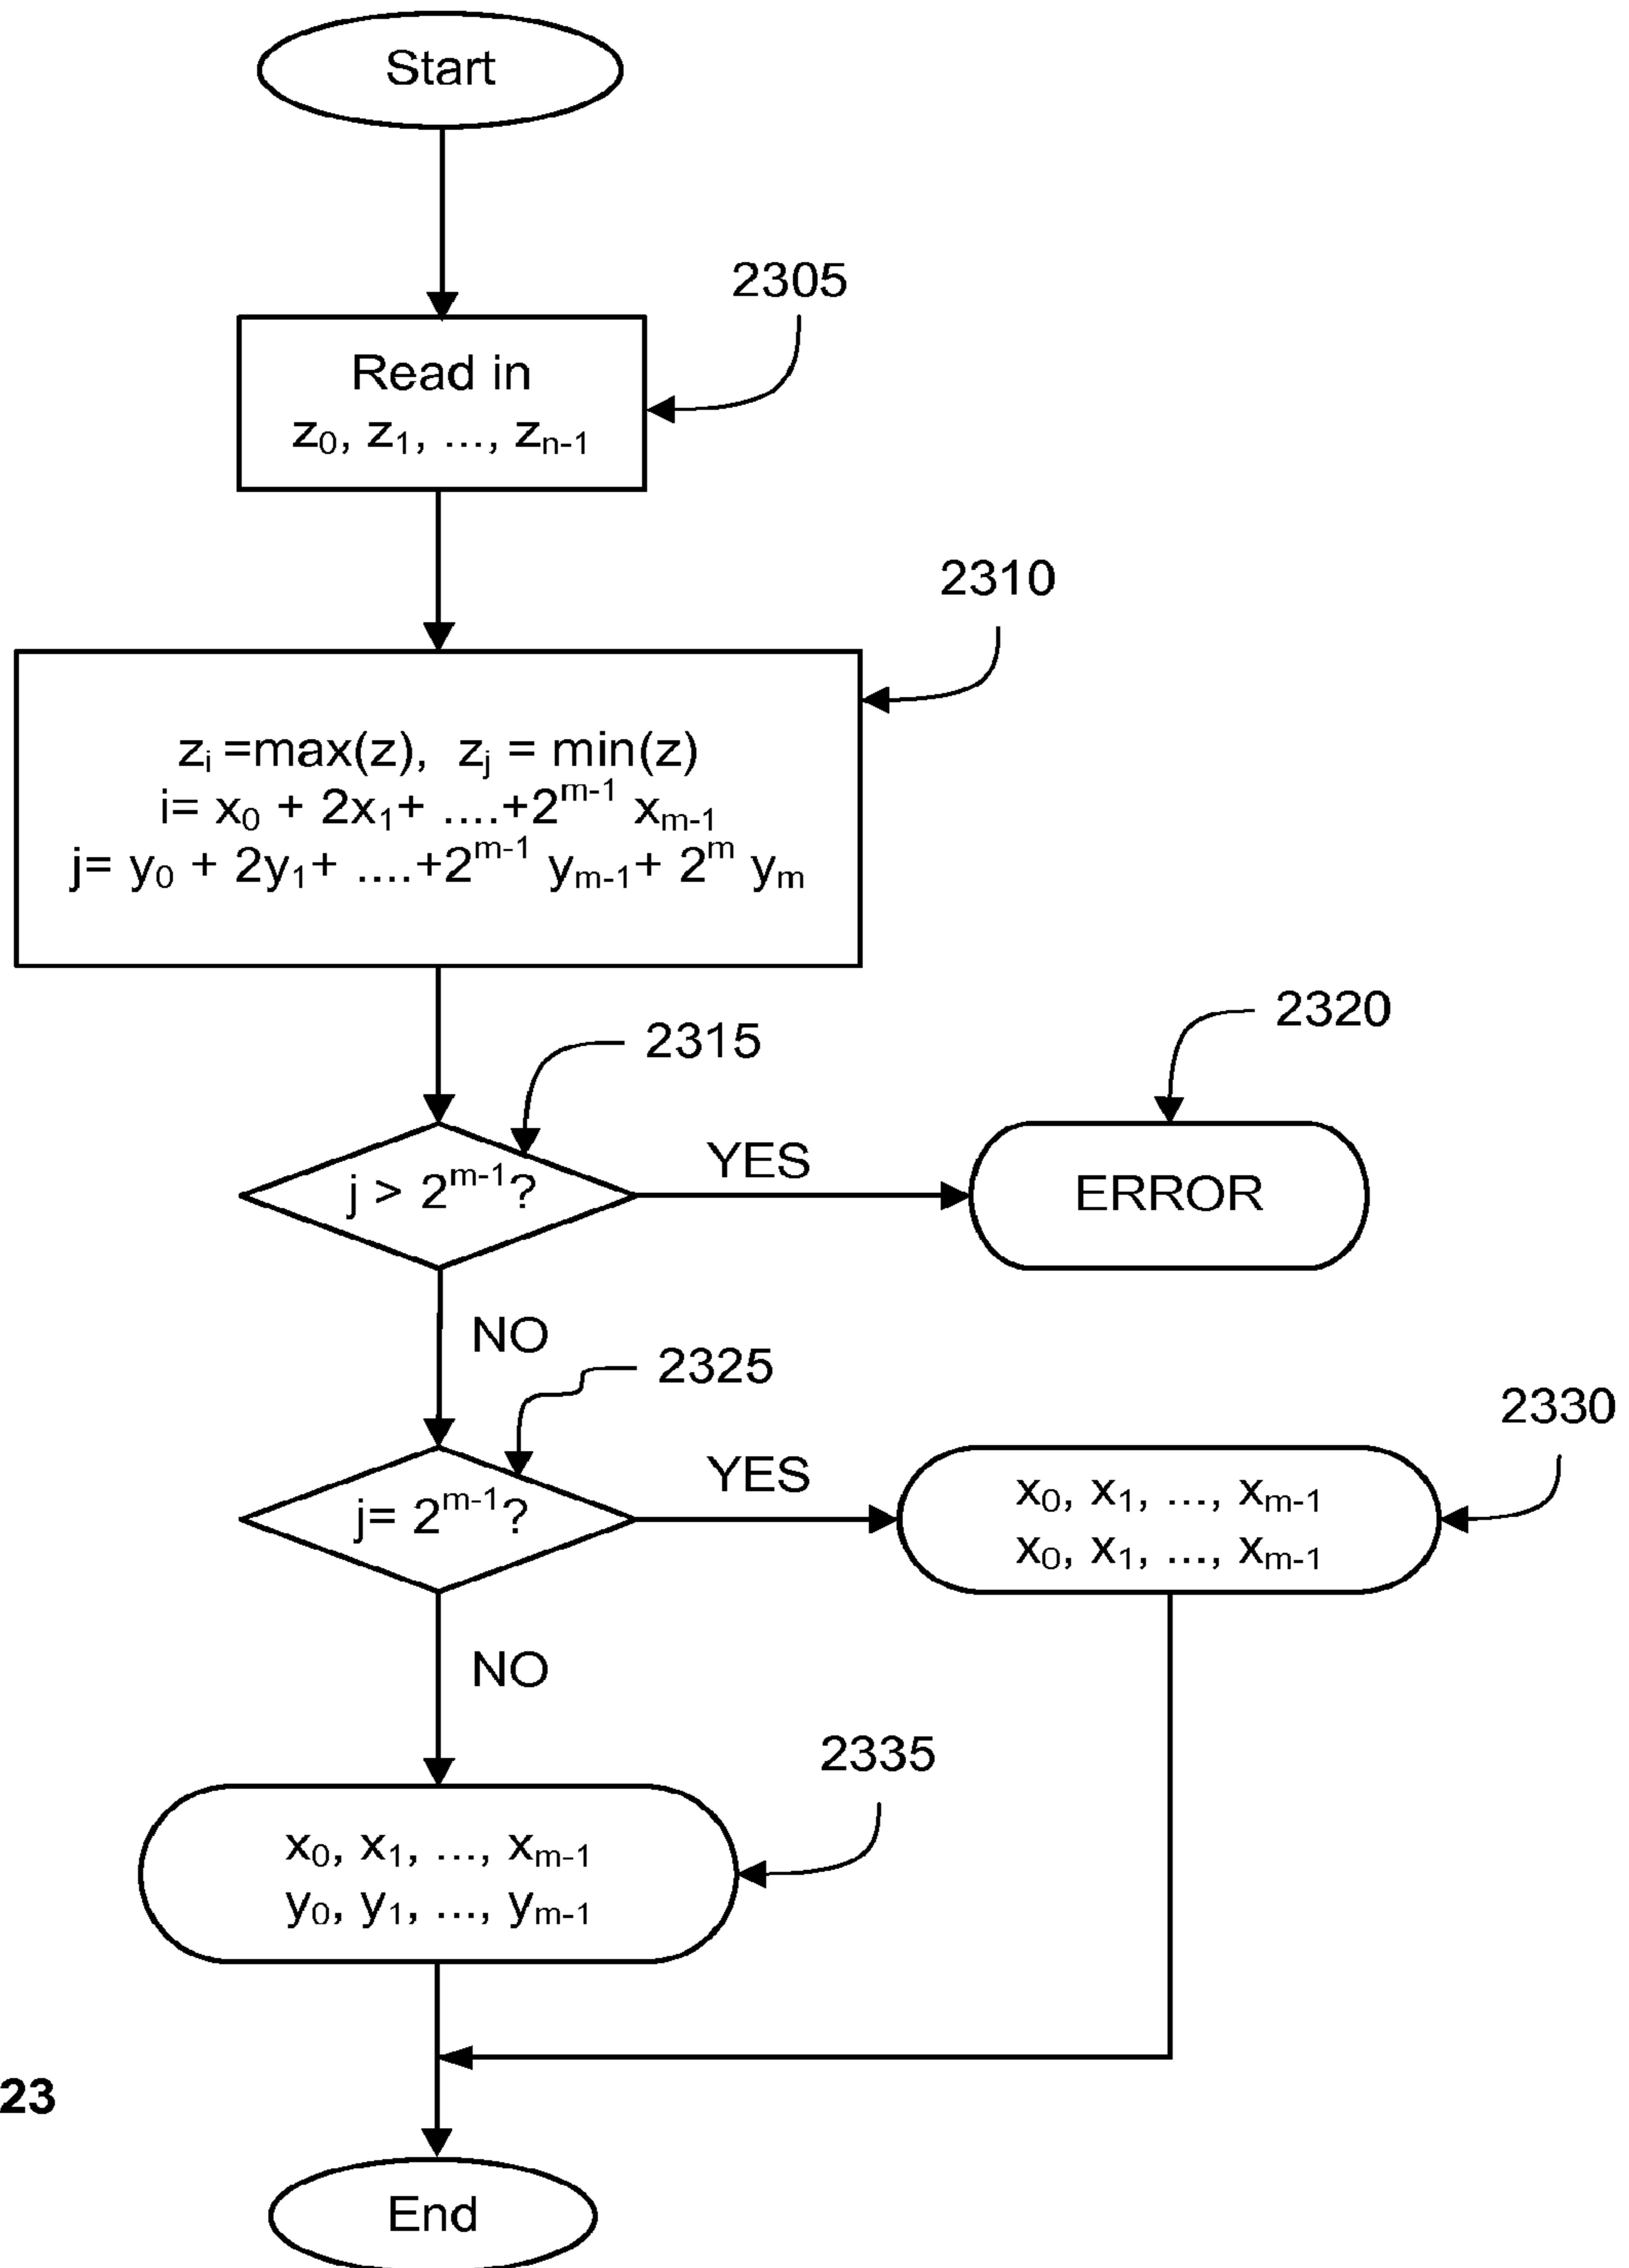 Start
2305
Read in
z₀, z₁, ..., zₙ₋₁
2310
zᵢ =max(z), zⱼ = min(z)
i= x₀ + 2x₁+ ....+2ᵐ⁻¹ xₘ₋₁
j= y₀ + 2y₁+ ....+2ᵐ⁻¹ yₘ₋₁+ 2ᵐ yₘ
2315
2320
j > 2ᵐ⁻¹?
YES
ERROR
NO
2325
2330
j= 2ᵐ⁻¹?
YES
x₀, x₁, ..., xₘ₋₁
x₀, x₁, ..., xₘ₋₁
NO
2335
x₀, x₁, ..., xₘ₋₁
y₀, y₁, ..., yₘ₋₁
23
End